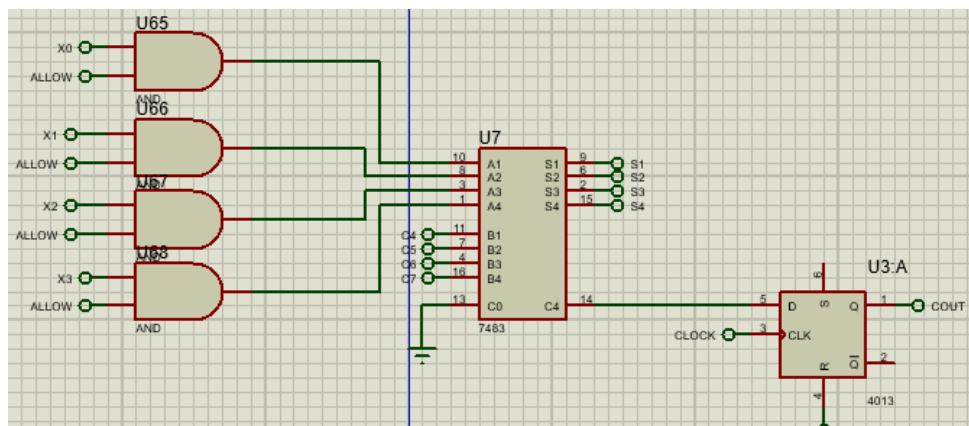 U65
X0
ALLOW
AND
U66
X1
ALLOW
U67
X2
ALLOW
U68
X3
ALLOW
AND
U7
10 A1 S1 9 S1
8 A2 S2 6 S2
3 A3 S3 2 S3
1 A4 S4 15 S4
C4 11 B1
C5 7 B2
C6 4 B3
C7 16 B4
13 C0 C4 14
7483
U3:A
6
S
5 D Q 1 COUT
CLOCK 3 CLK
R Q 2
4
4013